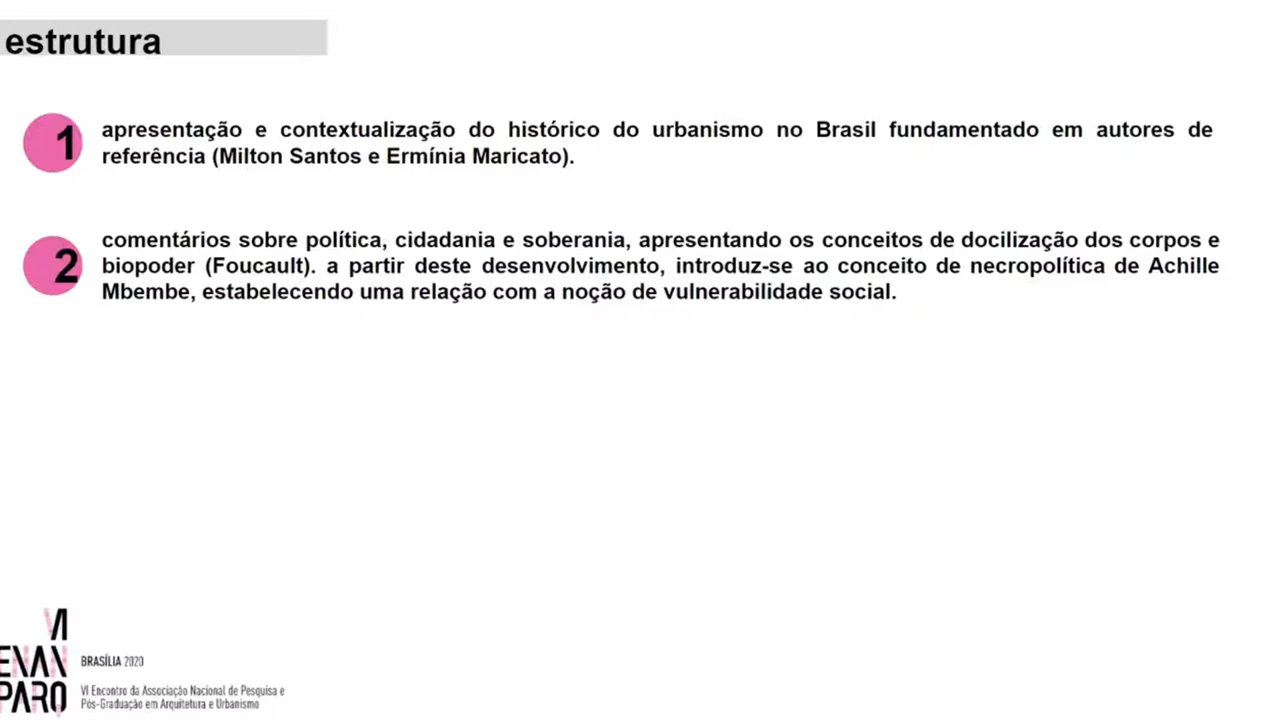 estrutura
1
apresentação e contextualização do histórico do urbanismo no Brasil fundamentado em autores de
referência (Milton Santos e Ermínia Maricato).
2
comentários sobre política, cidadania e soberania, apresentando os conceitos de docilização dos corpos e
biopoder (Foucault). a partir deste desenvolvimento, introduz-se ao conceito de necropolítica de Achille
Mbembe, estabelecendo uma relação com a noção de vulnerabilidade social.
VI
ENAN
PARQ
BRASÍLIA 2020
VI Encontro da Associação Nacional de Pesquisa e
Pós-Graduação em Arquitetura e Urbanismo